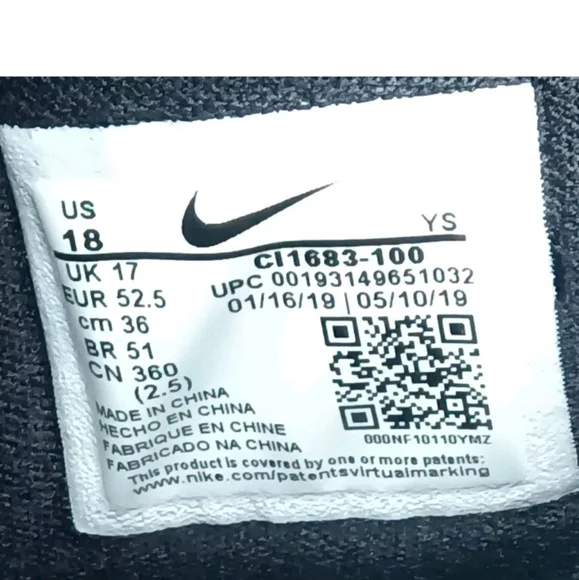 US
18
YS
UK 17
EUR 52.5
cm 36
BR 51
CN 360
(2.5)
CI1683-100
UPC 00193149651032
01/16/19 | 05/10/19
000NF10110YMZ
MADE IN CHINA
HECHO EN CHINA
FABRIQUE EN CHINE
FABRICADO NA CHINA
This product is covered by one or more patents:
www.nike.com/patentsvirtualmarking